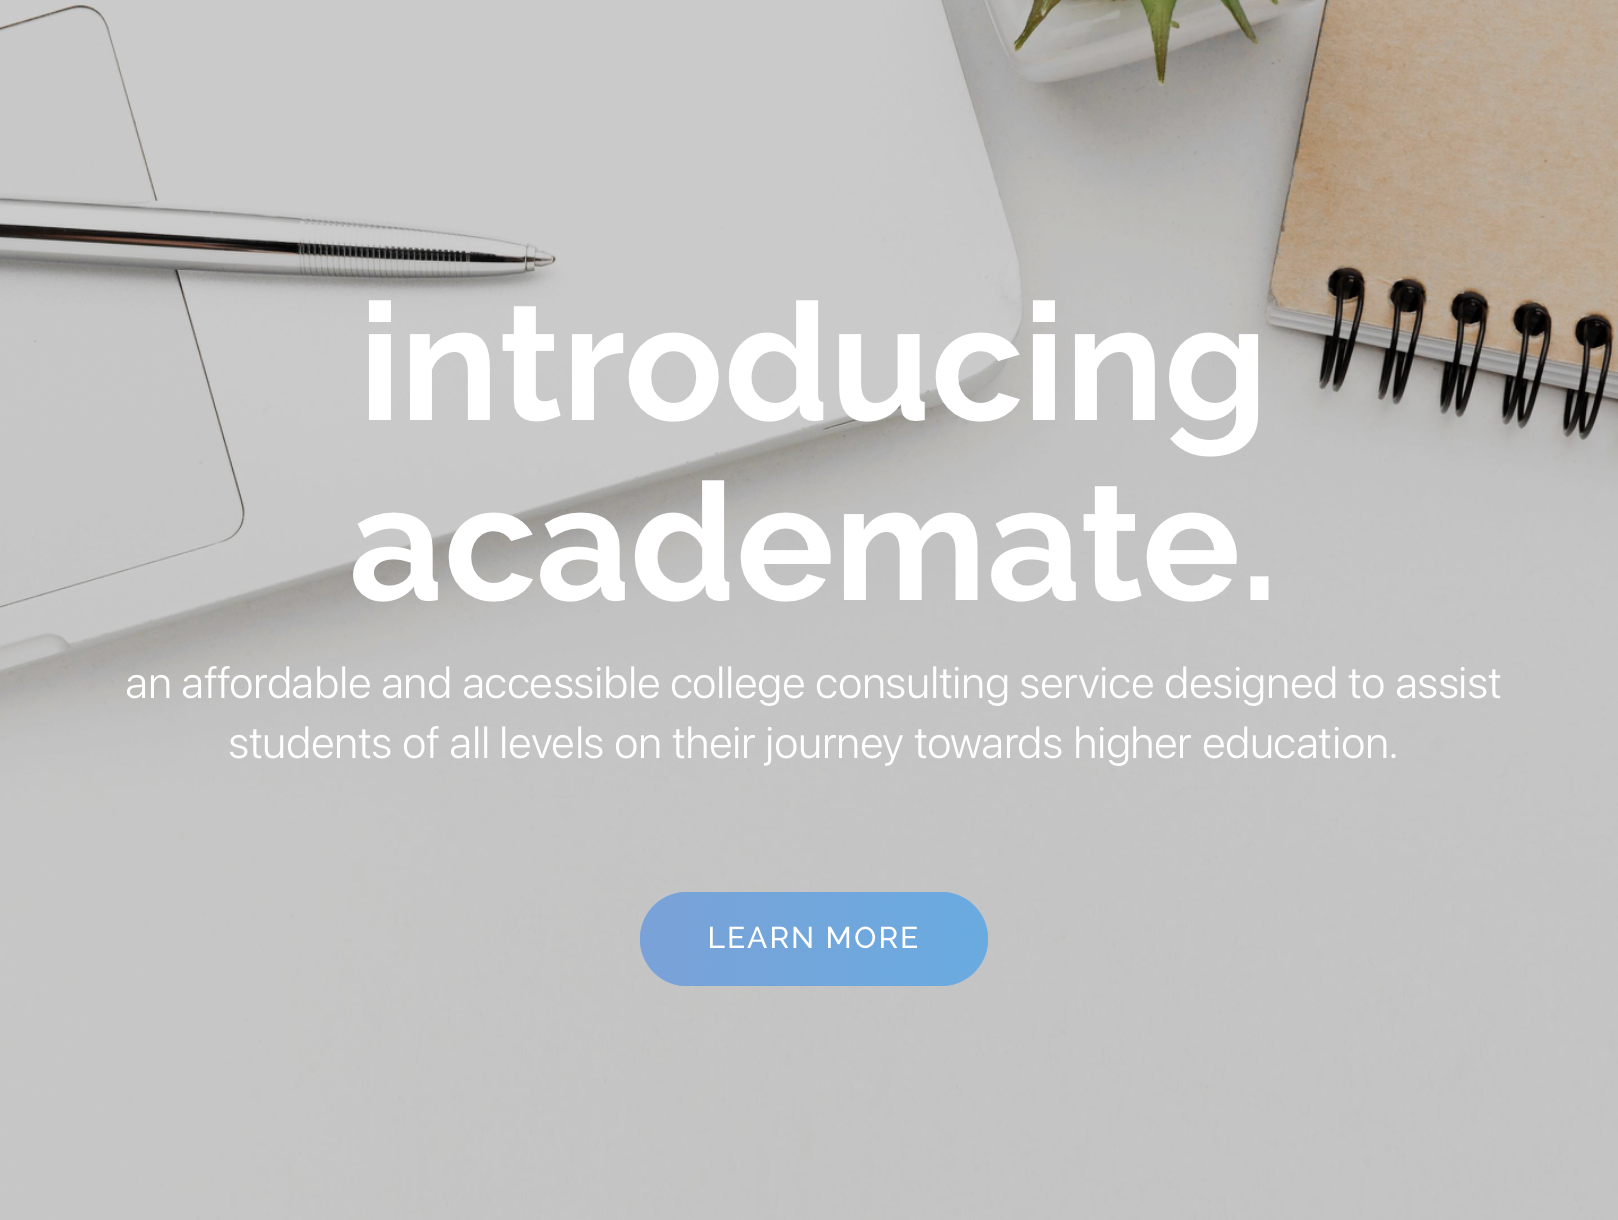 introducing
academate.
an affordable and accessible college consulting service designed to assist
students of all levels on their journey towards higher education.
LEARN MORE